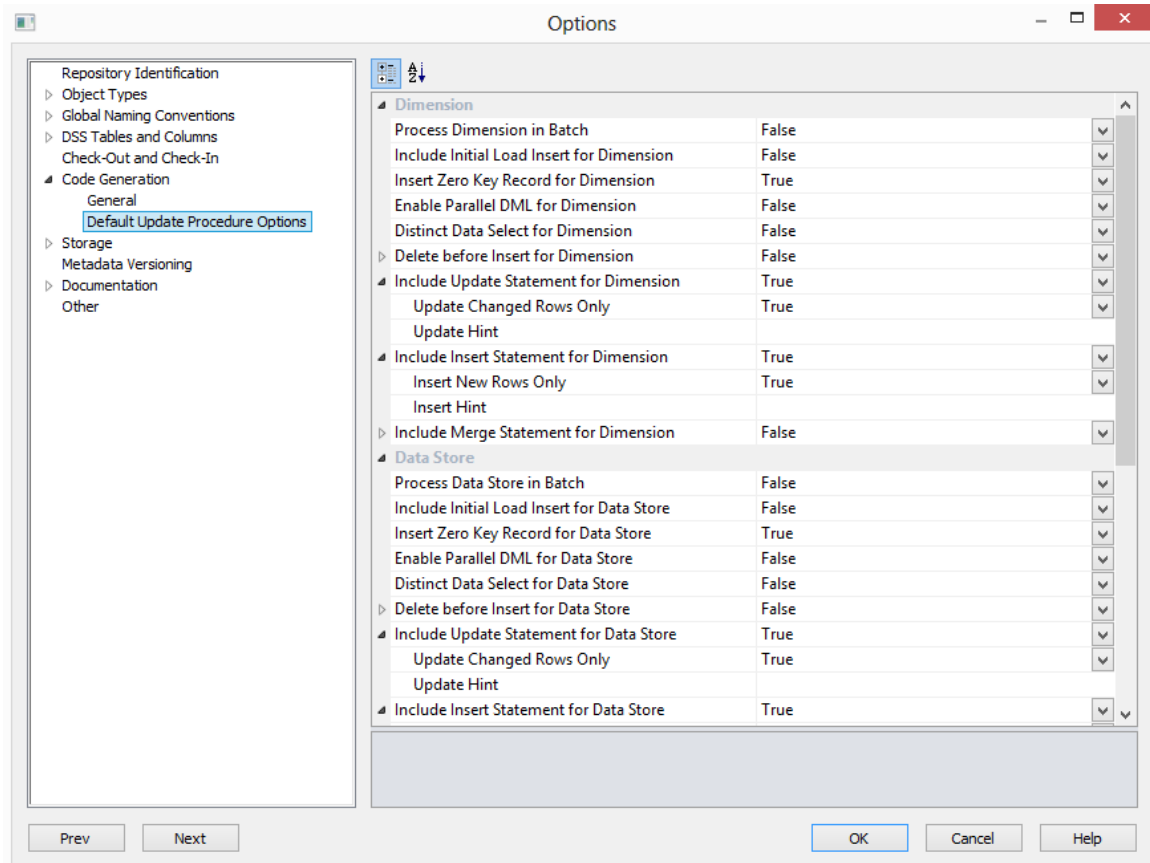 Options
Repository Identification
Object Types
Global Naming Conventions
DSS Tables and Columns
Check-Out and Check-In
Code Generation
General
Default Update Procedure Options
Storage
Metadata Versioning
Documentation
Other
Dimension
Process Dimension in Batch False
Include Initial Load Insert for Dimension False
Insert Zero Key Record for Dimension True
Enable Parallel DML for Dimension False
Distinct Data Select for Dimension False
Delete before Insert for Dimension False
Include Update Statement for Dimension True
Update Changed Rows Only True
Update Hint
Include Insert Statement for Dimension True
Insert New Rows Only True
Insert Hint
Include Merge Statement for Dimension False
Data Store
Process Data Store in Batch False
Include Initial Load Insert for Data Store False
Insert Zero Key Record for Data Store True
Enable Parallel DML for Data Store False
Distinct Data Select for Data Store False
Delete before Insert for Data Store False
Include Update Statement for Data Store True
Update Changed Rows Only True
Update Hint
Include Insert Statement for Data Store True
Prev Next OK Cancel Help